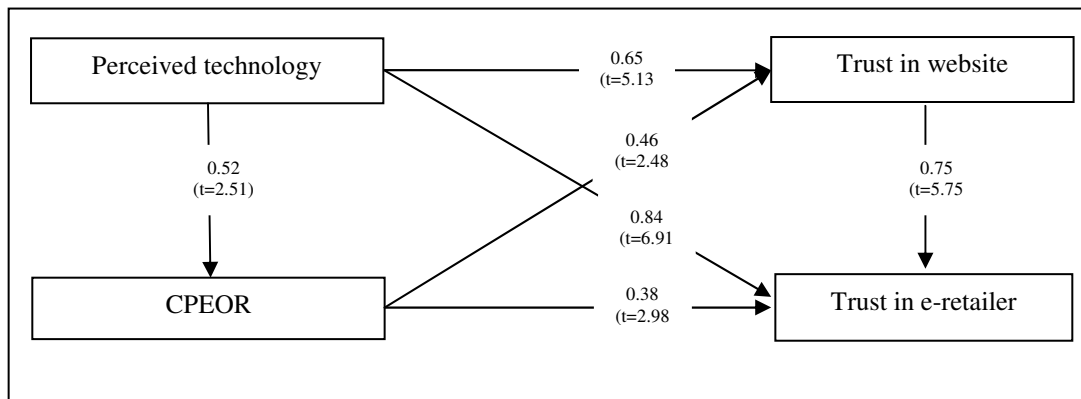 Perceived technology
0.65
(t=5.13
Trust in website
0.52
(t=2.51)
0.46
(t=2.48
0.75
(t=5.75
0.84
(t=6.91
CPEOR
0.38
(t=2.98
Trust in e-retailer